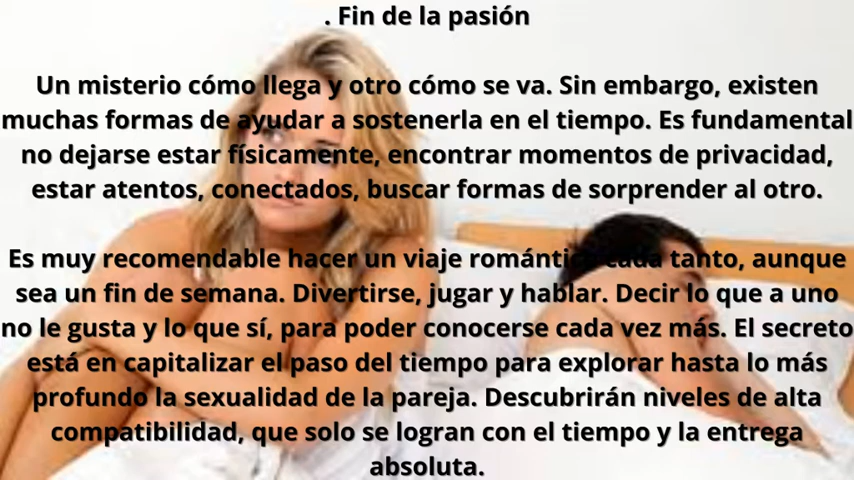 . Fin de la pasión
Un misterio cómo llega y otro cómo se va. Sin embargo, existen
muchas formas de ayudar a sostenerla en el tiempo. Es fundamental
no dejarse estar físicamente, encontrar momentos de privacidad,
estar atentos, conectados, buscar formas de sorprender al otro.
Es muy recomendable hacer un viaje romántico cada tanto, aunque
sea un fin de semana. Divertirse, jugar y hablar. Decir lo que a uno
no le gusta y lo que sí, para poder conocerse cada vez más. El secreto
está en capitalizar el paso del tiempo para explorar hasta lo más
profundo la sexualidad de la pareja. Descubrirán niveles de alta
compatibilidad, que solo se logran con el tiempo y la entrega
absoluta.